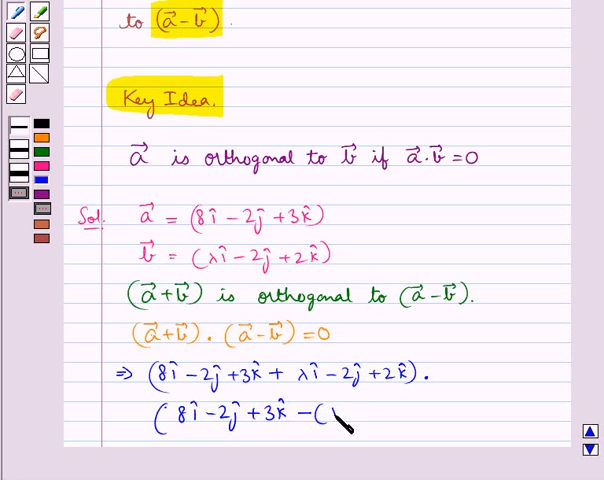 to (a⃗ − b⃗).
Key Idea.
a⃗ is orthogonal to b⃗ if a⃗.b⃗ = 0
Sol. a⃗ = (8î − 2ĵ + 3k̂)
b⃗ = (λî − 2ĵ + 2k̂)
(a⃗ + b⃗) is orthogonal to (a⃗ − b⃗).
(a⃗ + b⃗) . (a⃗ − b⃗) = 0
⇒ (8î − 2ĵ + 3k̂ + λî − 2ĵ + 2k̂) .
(8î − 2ĵ + 3k̂ − (